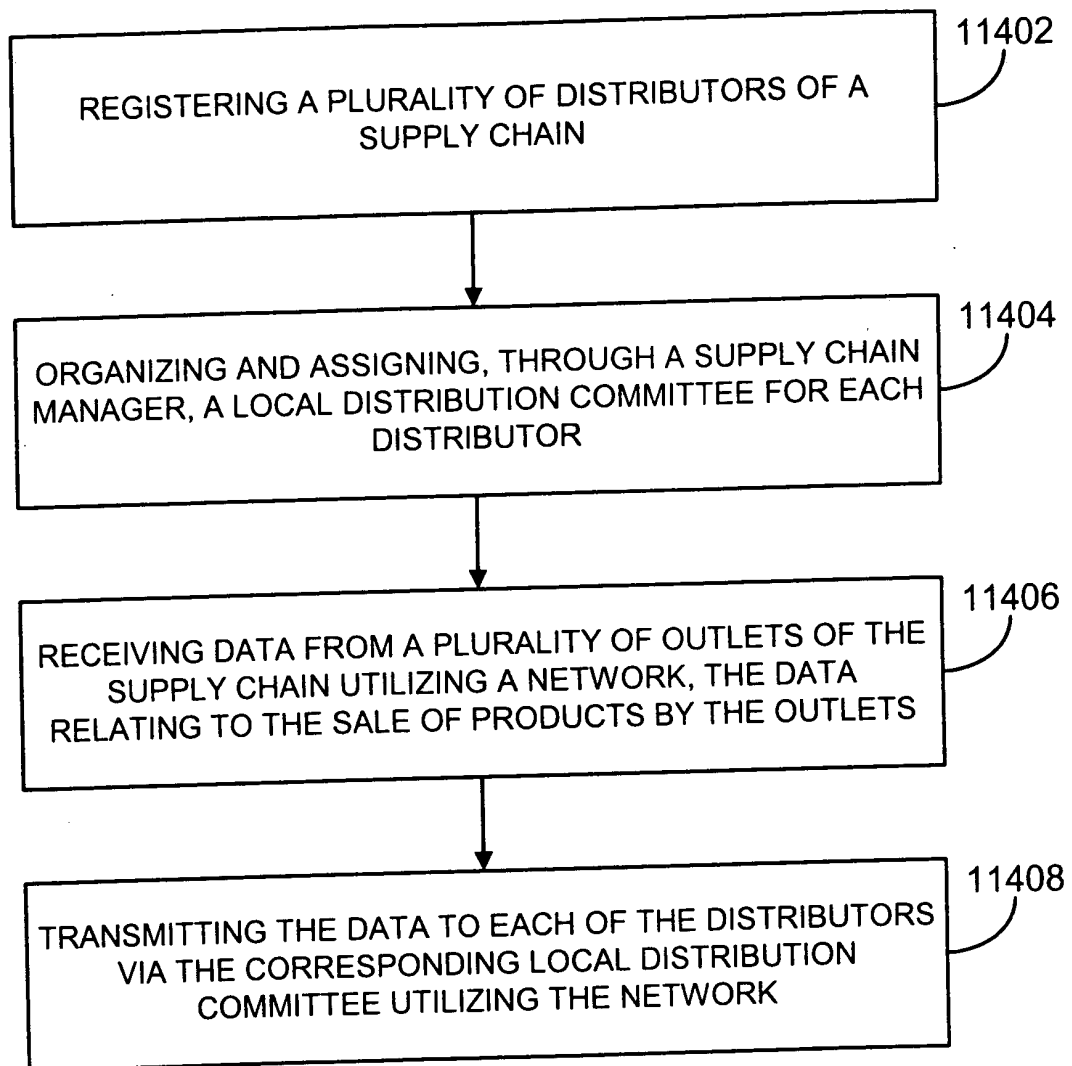 11402
REGISTERING A PLURALITY OF DISTRIBUTORS OF A
SUPPLY CHAIN
11404
ORGANIZING AND ASSIGNING, THROUGH A SUPPLY CHAIN
MANAGER, A LOCAL DISTRIBUTION COMMITTEE FOR EACH
DISTRIBUTOR
11406
RECEIVING DATA FROM A PLURALITY OF OUTLETS OF THE
SUPPLY CHAIN UTILIZING A NETWORK, THE DATA
RELATING TO THE SALE OF PRODUCTS BY THE OUTLETS
11408
TRANSMITTING THE DATA TO EACH OF THE DISTRIBUTORS
VIA THE CORRESPONDING LOCAL DISTRIBUTION
COMMITTEE UTILIZING THE NETWORK